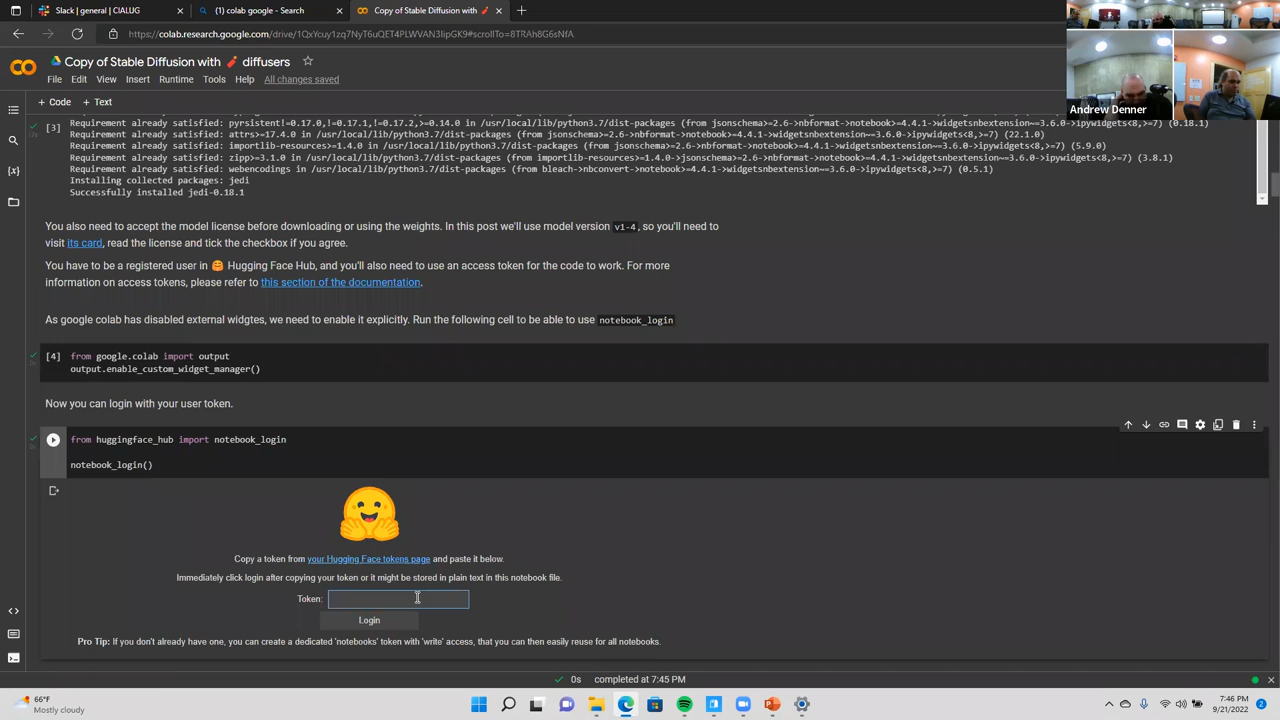 Slack | general | CIALUG
(1) colab google - Search
Copy of Stable Diffusion with
https://colab.research.google.com/drive/
Copy of Stable Diffusion with 🧨 diffusers
File Edit View Insert Runtime Tools Help All changes saved
+ Code + Text
Andrew Denner
[3]
Requirement already satisfied: pyrsistent!=0.17.0,!=0.17.1,!=0.17.2,>=0.14.0 in /usr/local/lib/python3.7/dist-packages (from jsonschema>=2.6->nbformat->notebook>=4.4.1->widgetsnbextension~=3.6.0->ipywidgets<8,>=7) (0.18.1)
Requirement already satisfied: attrs>=17.4.0 in /usr/local/lib/python3.7/dist-packages (from jsonschema>=2.6->nbformat->notebook>=4.4.1->widgetsnbextension~=3.6.0->ipywidgets<8,>=7) (22.1.0)
Requirement already satisfied: importlib-resources>=1.4.0 in /usr/local/lib/python3.7/dist-packages (from jsonschema>=2.6->nbformat->notebook>=4.4.1->widgetsnbextension~=3.6.0->ipywidgets<8,>=7) (5.9.0)
Requirement already satisfied: zipp>=3.1.0 in /usr/local/lib/python3.7/dist-packages (from importlib-resources>=1.4.0->jsonschema>=2.6->nbformat->notebook>=4.4.1->widgetsnbextension~=3.6.0->ipywidgets<8,>=7) (3.8.1)
Requirement already satisfied: webencodings in /usr/local/lib/python3.7/dist-packages (from bleach->nbconvert->notebook>=4.4.1->widgetsnbextension~=3.6.0->ipywidgets<8,>=7) (0.5.1)
Installing collected packages: jedi
Successfully installed jedi-0.18.1
You also need to accept the model license before downloading or using the weights. In this post we'll use model version v1-4, so you'll need to
visit its card, read the license and tick the checkbox if you agree.
You have to be a registered user in 🤗 Hugging Face Hub, and you'll also need to use an access token for the code to work. For more
information on access tokens, please refer to this section of the documentation.
As google colab has disabled external widgtes, we need to enable it explicitly. Run the following cell to be able to use notebook_login
[4] from google.colab import output
output.enable_custom_widget_manager()
Now you can login with your user token.
from huggingface_hub import notebook_login
notebook_login()
Copy a token from your Hugging Face tokens page and paste it below.
Immediately click login after copying your token or it might be stored in plain text in this notebook file.
Token:
Login
Pro Tip: If you don't already have one, you can create a dedicated 'notebooks' token with 'write' access, that you can then easily reuse for all notebooks.
0s completed at 7:45 PM
66°F
Mostly cloudy
7:46 PM
9/21/2022
2